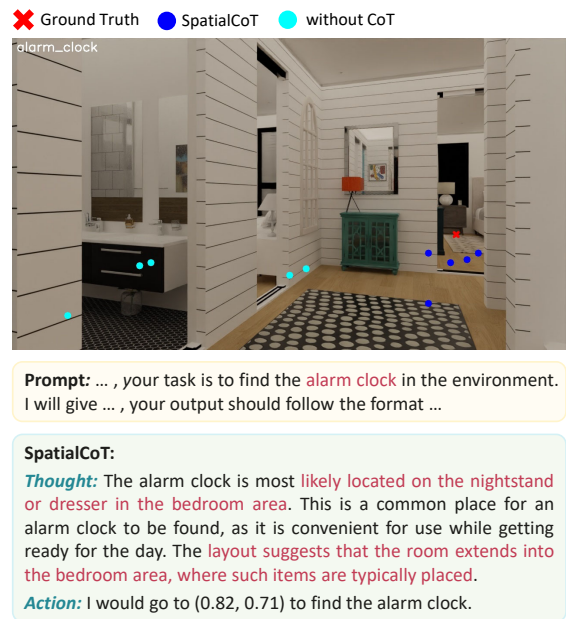 Ground Truth SpatialCoT without CoT
alarm_clock
Prompt: … , your task is to find the alarm clock in the environment.
I will give … , your output should follow the format …
SpatialCoT:
Thought: The alarm clock is most likely located on the nightstand
or dresser in the bedroom area. This is a common place for an
alarm clock to be found, as it is convenient for use while getting
ready for the day. The layout suggests that the room extends into
the bedroom area, where such items are typically placed.
Action: I would go to (0.82, 0.71) to find the alarm clock.